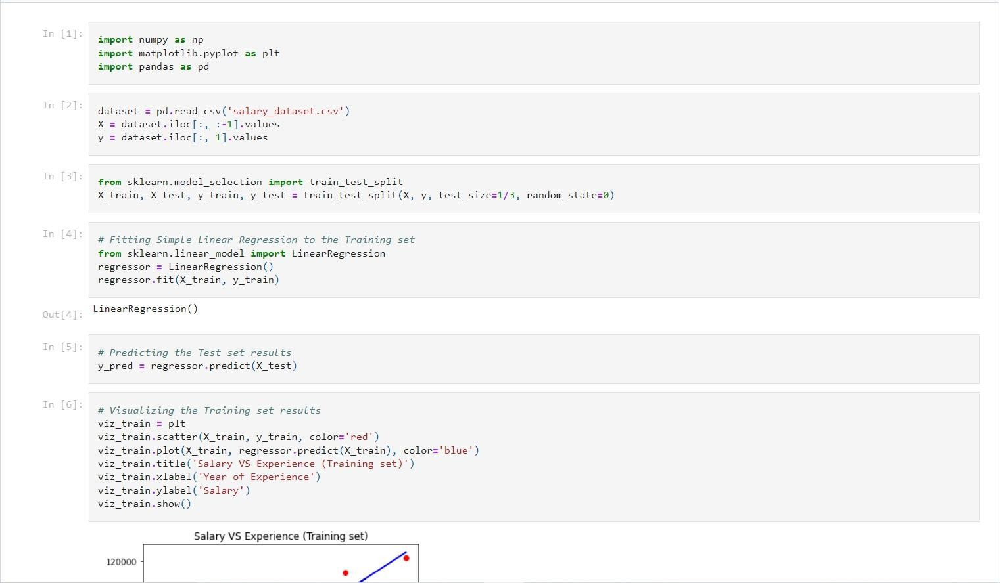 In [1]:
import numpy as np
import matplotlib.pyplot as plt
import pandas as pd
In [2]:
dataset = pd.read_csv('salary_dataset.csv')
X = dataset.iloc[:, :-1].values
y = dataset.iloc[:, 1].values
In [3]:
from sklearn.model_selection import train_test_split
X_train, X_test, y_train, y_test = train_test_split(X, y, test_size=1/3, random_state=0)
In [4]:
# Fitting Simple Linear Regression to the Training set
from sklearn.linear_model import LinearRegression
regressor = LinearRegression()
regressor.fit(X_train, y_train)
Out[4]:
LinearRegression()
In [5]:
# Predicting the Test set results
y_pred = regressor.predict(X_test)
In [6]:
# Visualizing the Training set results
viz_train = plt
viz_train.scatter(X_train, y_train, color='red')
viz_train.plot(X_train, regressor.predict(X_train), color='blue')
viz_train.title('Salary VS Experience (Training set)')
viz_train.xlabel('Year of Experience')
viz_train.ylabel('Salary')
viz_train.show()
Salary VS Experience (Training set)
120000